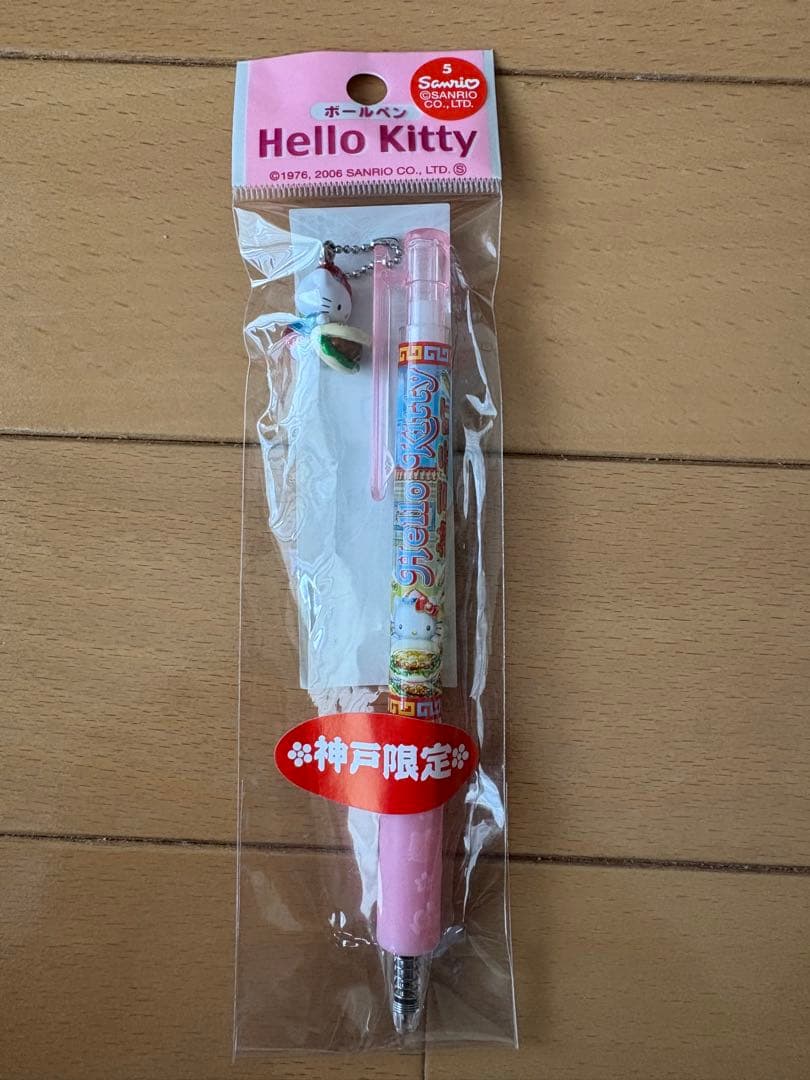 5
Sanrio
©SANRIO
CO.,LTD.
ボールペン
Hello Kitty
©1976, 2006 SANRIO CO., LTD. Ⓢ
Hello Kitty
神戸限定